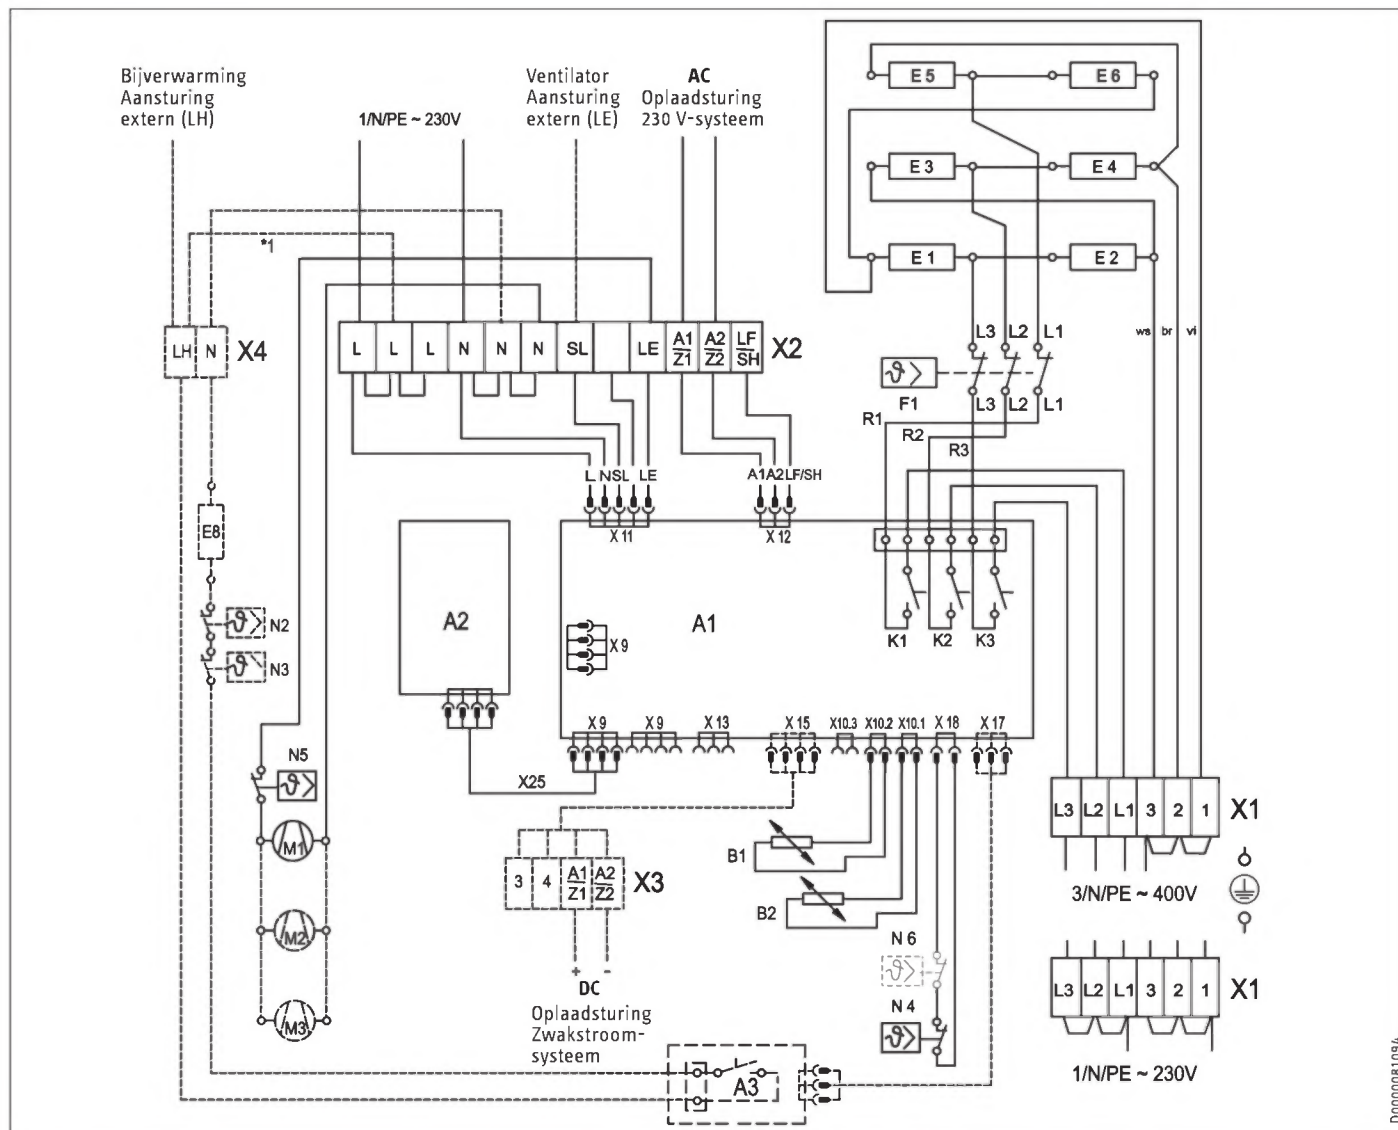 Bijverwarming
Aansturing
extern (LH)
1/N/PE ~ 230V
Ventilator
Aansturing
extern (LE)
AC
Oplaadsturing
230 V-systeem
E 5
E 6
E 3
E 4
E 1
E 2
*1
LH
N
X4
L
L
L
N
N
N
SL
LE
A1
Z1
A2
Z2
LF
SH
X2
L3
L2
L1
ws
br
vi
F1
L3
L2
L1
R1
R2
R3
L
N
SL
LE
A1
A2
LF/SH
X 11
X 12
E8
A2
A1
X 9
K1
K2
K3
N2
N3
X 9
X 9
X 13
X 15
X10.3
X10.2
X10.1
X 18
X 17
N5
X25
M1
M2
M3
3
4
A1
Z1
A2
Z2
X3
+
-
DC
Oplaadsturing
Zwakstroom-
systeem
B1
B2
N 6
N 4
A3
L3
L2
L1
3
2
1
X1
3/N/PE ~ 400V
L3
L2
L1
3
2
1
X1
1/N/PE ~ 230V
D0000081094